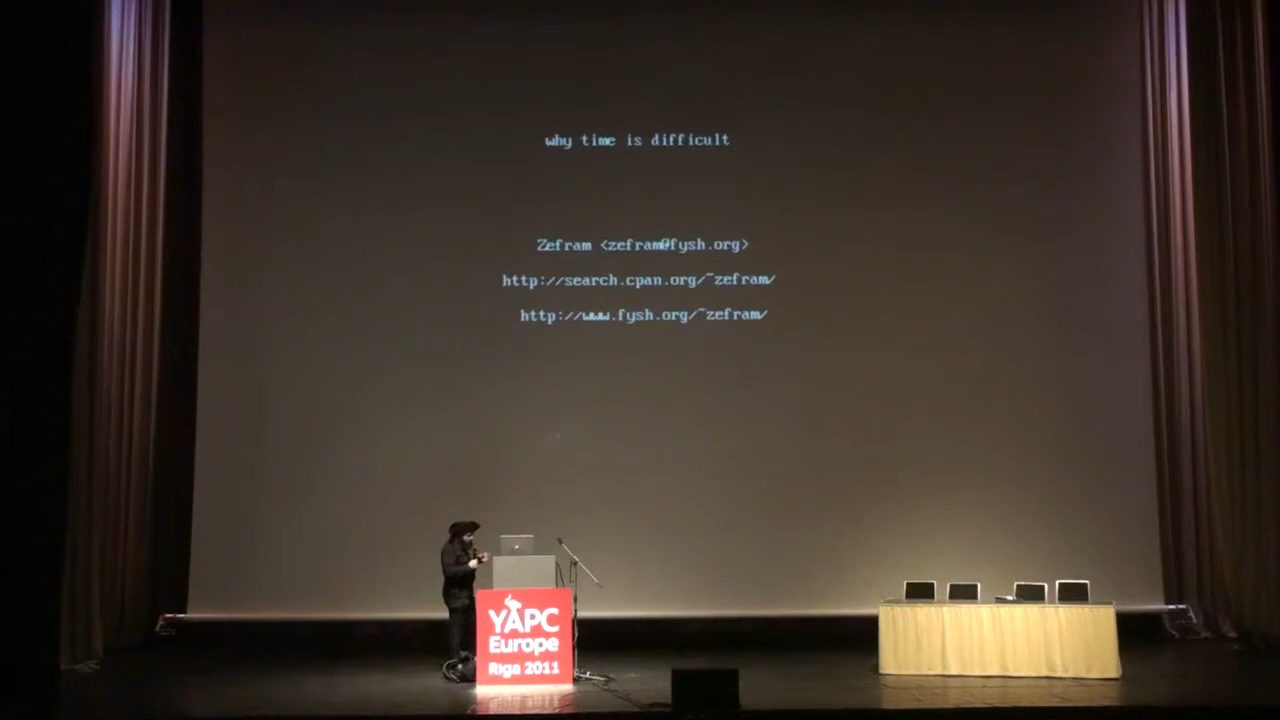 why time is difficult
Zefram <zefram@fysh.org>
http://search.cpan.org/~zefram/
http://www.fysh.org/~zefram/
YAPC
Europe
Riga 2011